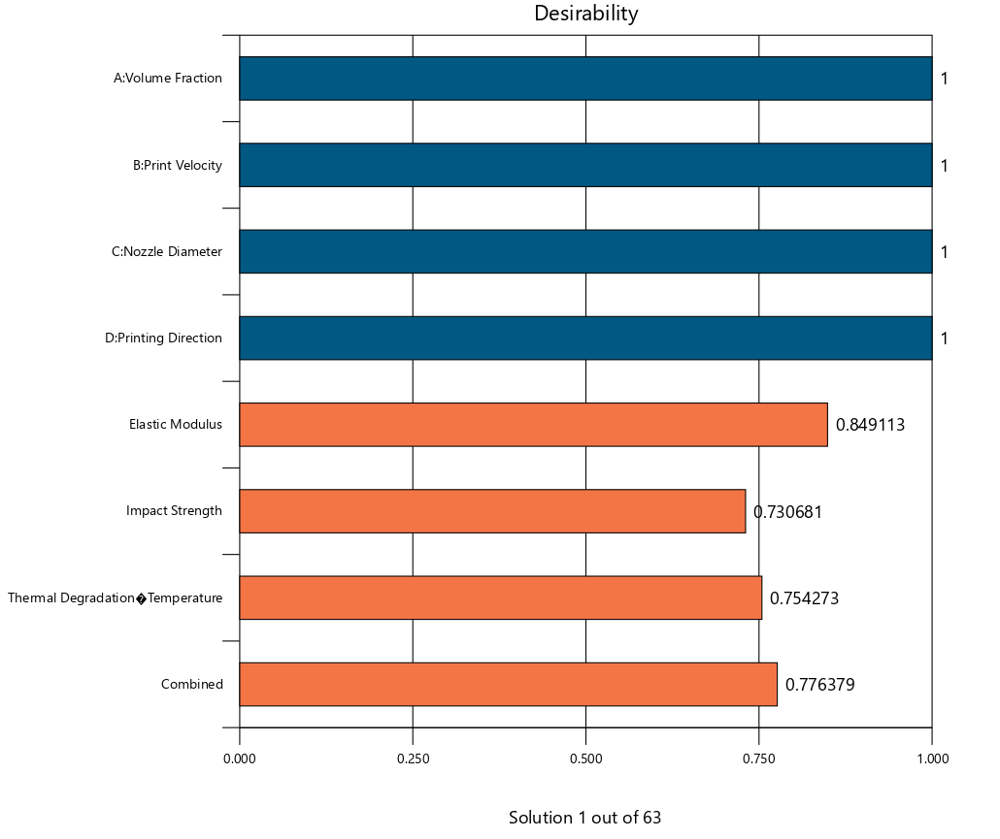 Desirability
A:Volume Fraction
1
B:Print Velocity
1
C:Nozzle Diameter
1
D:Printing Direction
1
Elastic Modulus
0.849113
Impact Strength
0.730681
Thermal Degradation�Temperature
0.754273
Combined
0.776379
0.000 0.250 0.500 0.750 1.000
Solution 1 out of 63